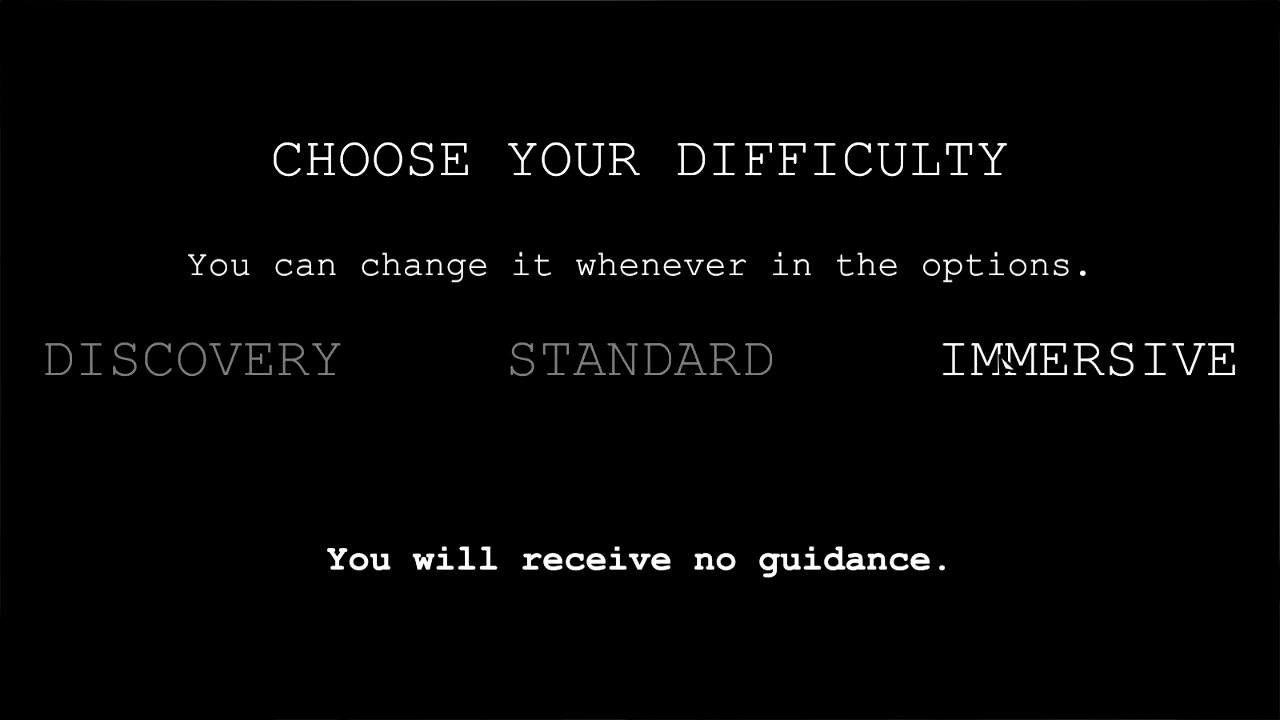 CHOOSE YOUR DIFFICULTY
You can change it whenever in the options.
DISCOVERY STANDARD IMMERSIVE
You will receive no guidance.